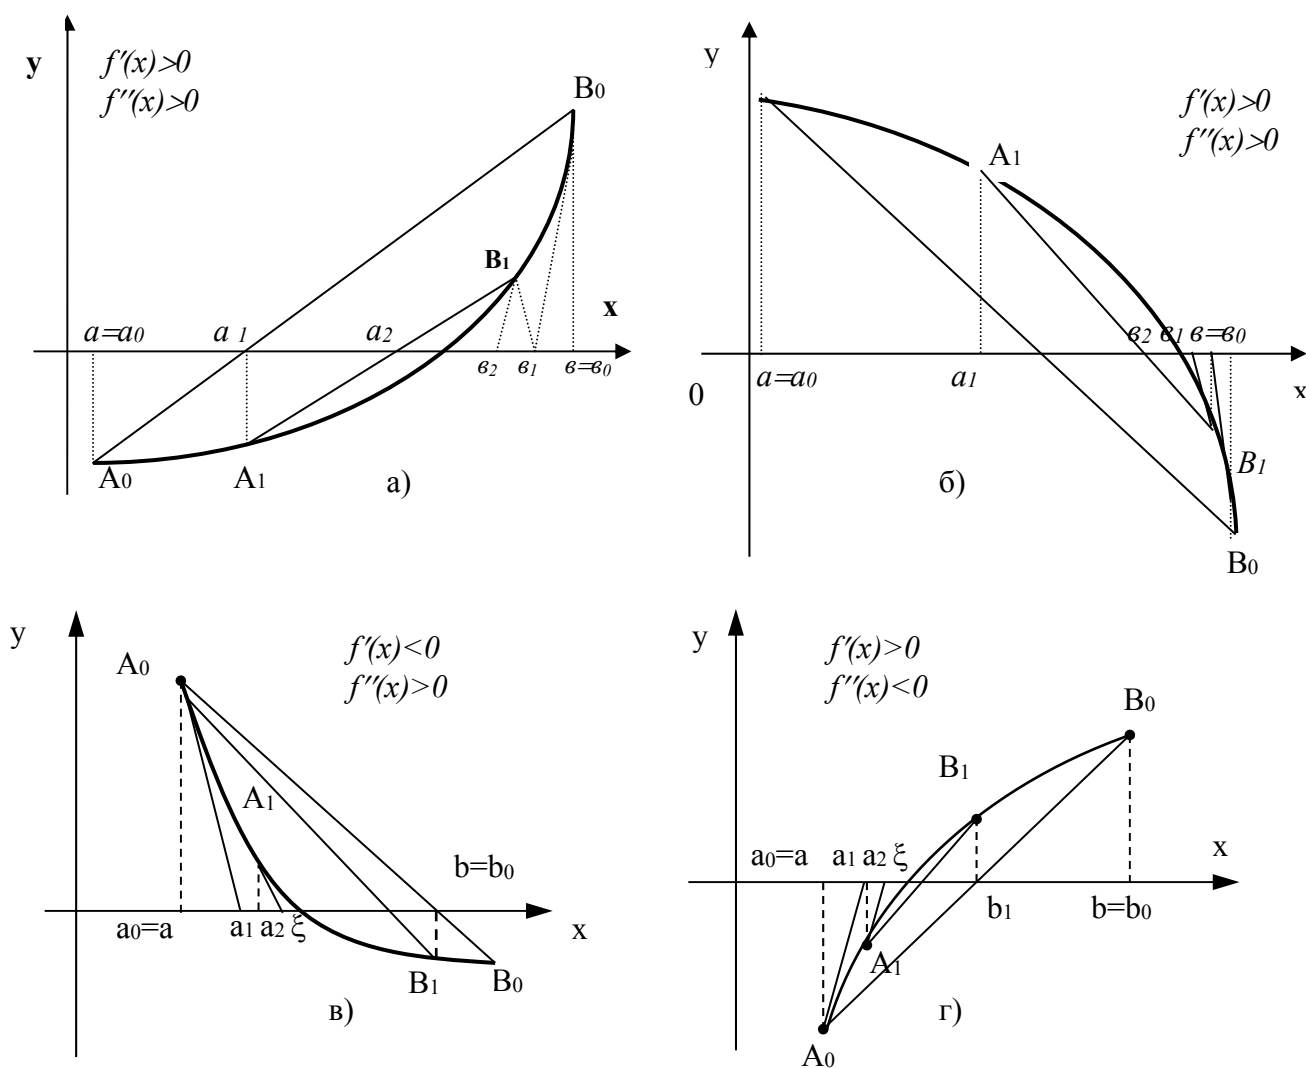 y
f′(x)>0
f′′(x)>0
B0
B1
x
a=a0
a 1
a2
в2
в1
в=в0
A0
A1
а)
y
f′(x)>0
f′′(x)>0
A1
в2
в1
в=в0
0
a=a0
a1
x
B1
б)
B0
y
f′(x)<0
f′′(x)>0
A0
A1
b=b0
a0=a
a1
a2
ξ
x
B1
B0
в)
y
f′(x)>0
f′′(x)<0
B0
B1
x
a0=a
a1
a2
ξ
b1
b=b0
A1
г)
A0